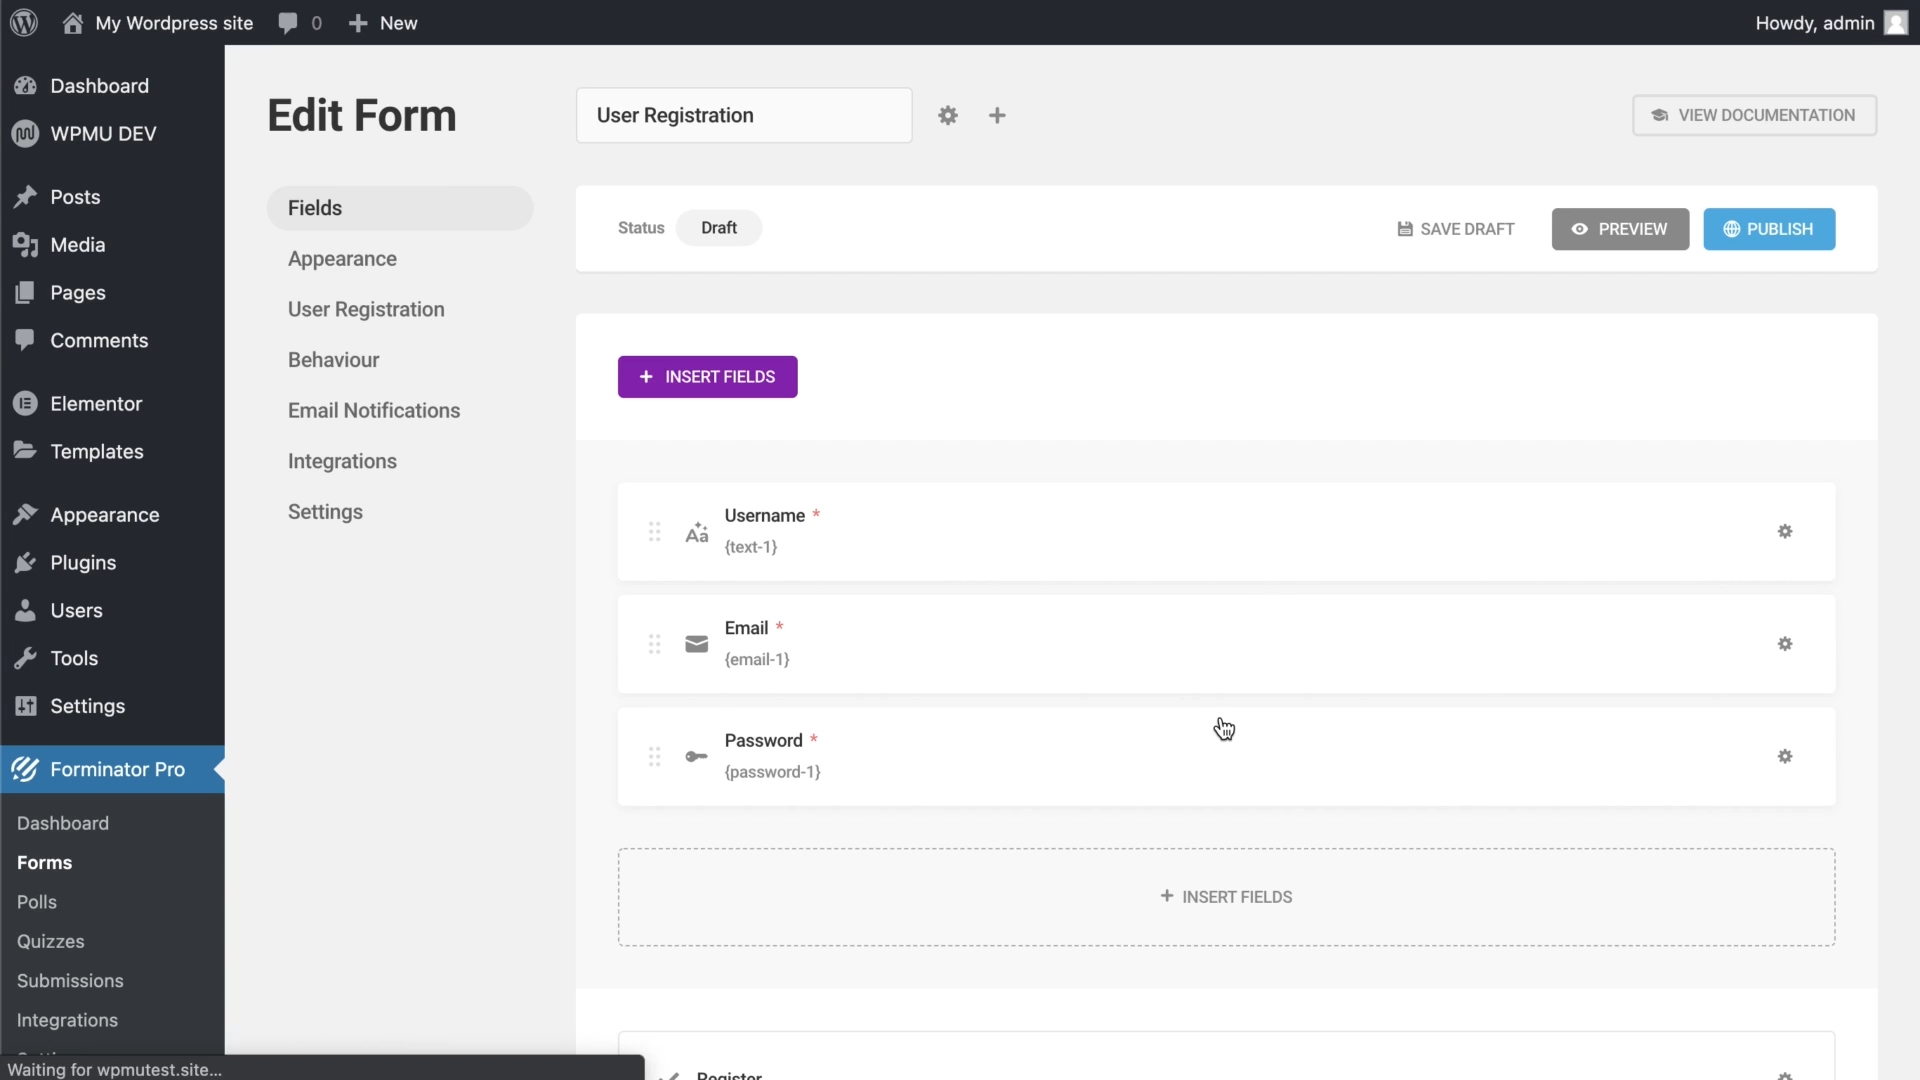 My Wordpress site
0
New
Howdy, admin
Dashboard
WPMU DEV
Posts
Media
Pages
Comments
Elementor
Templates
Appearance
Plugins
Users
Tools
Settings
Forminator Pro
Dashboard
Forms
Polls
Quizzes
Submissions
Integrations
Waiting for wpmutest.site...
Edit Form
User Registration
VIEW DOCUMENTATION
Fields
Appearance
User Registration
Behaviour
Email Notifications
Integrations
Settings
Status
Draft
SAVE DRAFT
PREVIEW
PUBLISH
+ INSERT FIELDS
Username *
{text-1}
Email *
{email-1}
Password *
{password-1}
+ INSERT FIELDS
Register